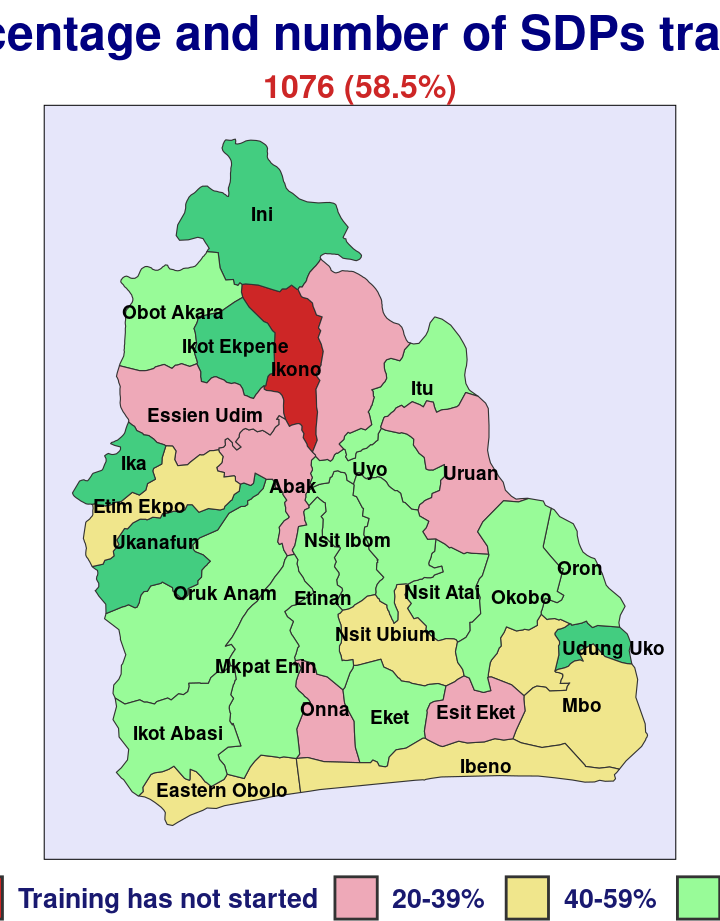 centage and number of SDPs tra
1076 (58.5%)
Ini
Obot Akara
Ikot Ekpene
Ikono
Itu
Essien Udim
Ika
Uyo
Uruan
Abak
Etim Ekpo
Ukanafun
Nsit Ibom
Oron
Oruk Anam
Etinan
Nsit Atai
Okobo
Nsit Ubium
Udung Uko
Mkpat Enin
Onna
Eket
Esit Eket
Mbo
Ikot Abasi
Ibeno
Eastern Obolo
Training has not started 20-39% 40-59%